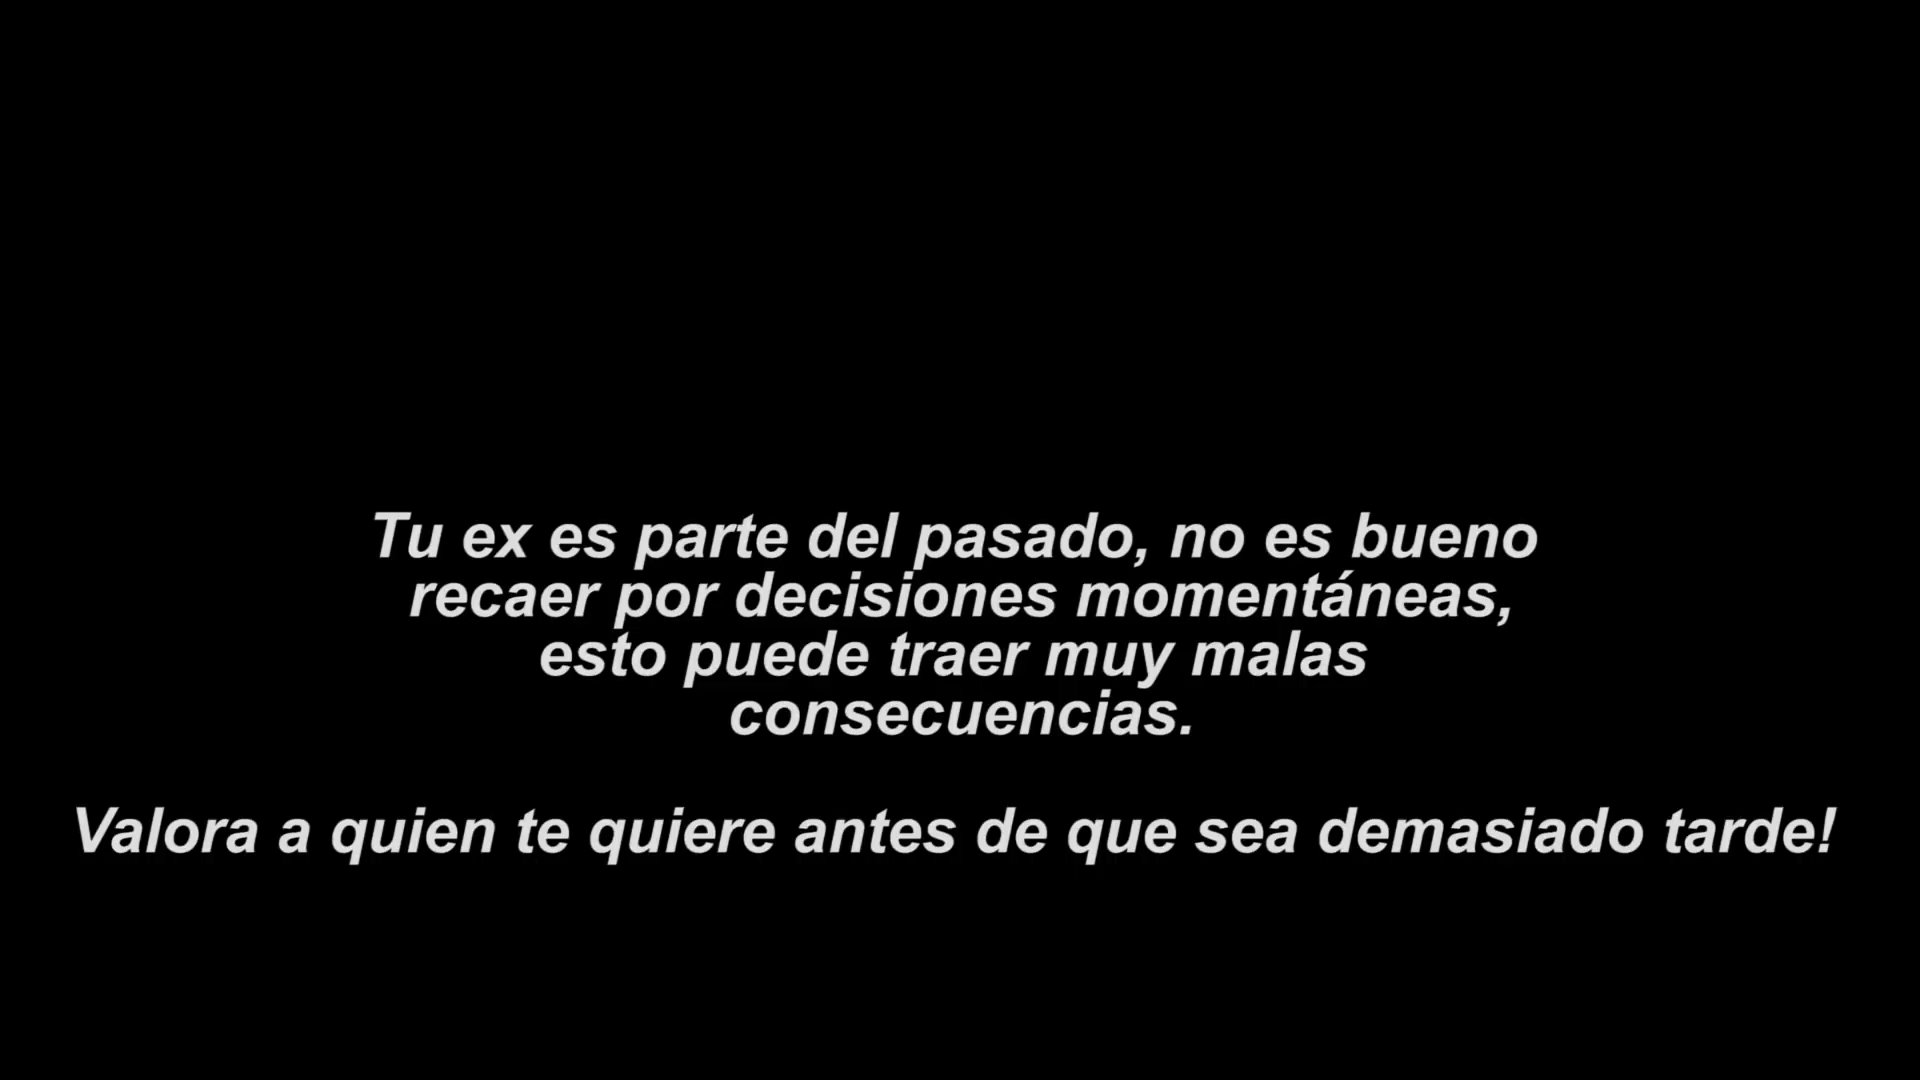 Tu ex es parte del pasado, no es bueno
recaer por decisiones momentáneas,
esto puede traer muy malas
consecuencias.
Valora a quien te quiere antes de que sea demasiado tarde!